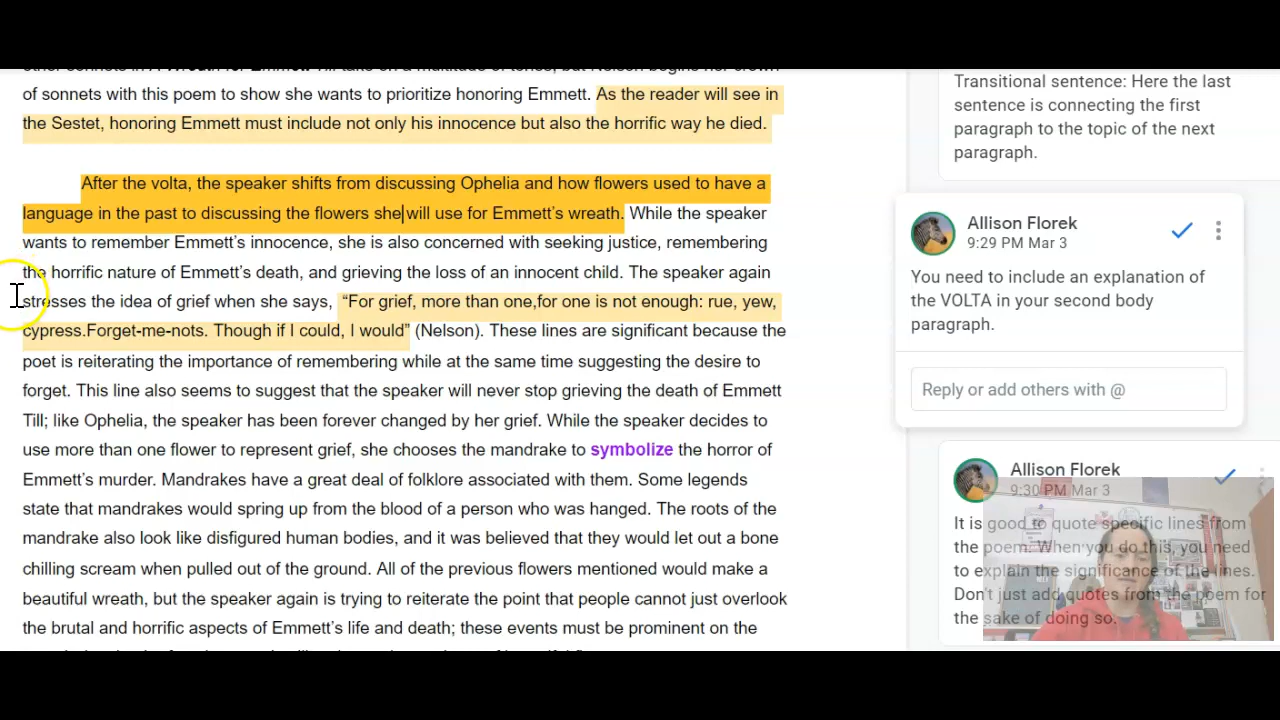 of sonnets with this poem to show she wants to prioritize honoring Emmett. As the reader will see in
the Sestet, honoring Emmett must include not only his innocence but also the horrific way he died.
After the volta, the speaker shifts from discussing Ophelia and how flowers used to have a
language in the past to discussing the flowers she will use for Emmett's wreath. While the speaker
wants to remember Emmett's innocence, she is also concerned with seeking justice, remembering
the horrific nature of Emmett's death, and grieving the loss of an innocent child. The speaker again
stresses the idea of grief when she says, “For grief, more than one,for one is not enough: rue, yew,
cypress.Forget-me-nots. Though if I could, I would” (Nelson). These lines are significant because the
poet is reiterating the importance of remembering while at the same time suggesting the desire to
forget. This line also seems to suggest that the speaker will never stop grieving the death of Emmett
Till; like Ophelia, the speaker has been forever changed by her grief. While the speaker decides to
use more than one flower to represent grief, she chooses the mandrake to symbolize the horror of
Emmett's murder. Mandrakes have a great deal of folklore associated with them. Some legends
state that mandrakes would spring up from the blood of a person who was hanged. The roots of the
mandrake also look like disfigured human bodies, and it was believed that they would let out a bone
chilling scream when pulled out of the ground. All of the previous flowers mentioned would make a
beautiful wreath, but the speaker again is trying to reiterate the point that people cannot just overlook
the brutal and horrific aspects of Emmett's life and death; these events must be prominent on the
Transitional sentence: Here the last
sentence is connecting the first
paragraph to the topic of the next
paragraph.
Allison Florek
9:29 PM Mar 3
You need to include an explanation of
the VOLTA in your second body
paragraph.
Reply or add others with @
Allison Florek
9:30 PM Mar 3
It is good to quote specific lines from
the poem. When you do this, you need
to explain the significance of the lines.
Don't just add quotes from the poem for
the sake of doing so.